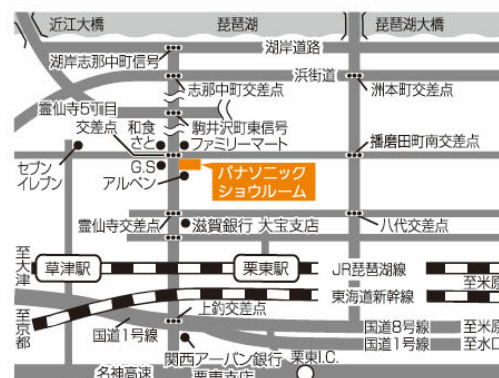 近江大橋
琵琶湖
琵琶湖大橋
湖岸志那中町信号
湖岸道路
浜街道
志那中町交差点
洲本町交差点
霊仙寺5丁目
交差点
和食
さと
駒井沢町東信号
ファミリーマート
播磨田町南交差点
セブン
イレブン
G.S
アルペン
パナソニック
ショウルーム
霊仙寺交差点
滋賀銀行 大宝支店
八代交差点
至大津
草津駅
栗東駅
JR琵琶湖線
至米原
東海道新幹線
至京都
上鈎交差点
国道1号線
国道8号線
至米原
国道1号線
至水口
関西アーバン銀行
栗東支店
栗東I.C.
名神高速